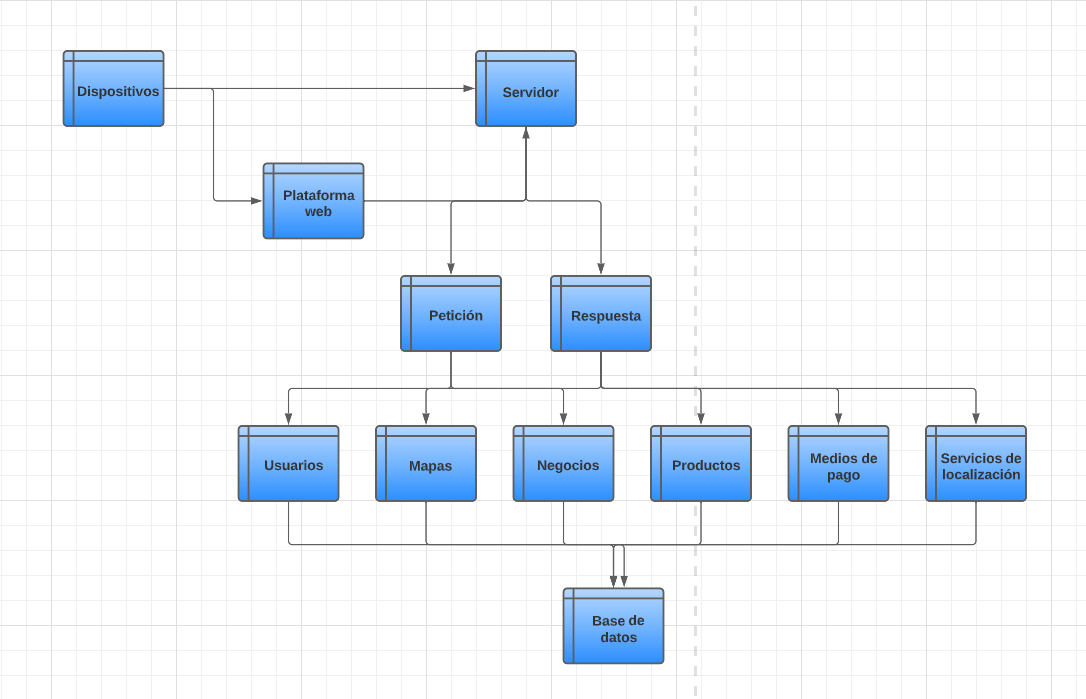 Dispositivos
Servidor
Plataforma
web
Petición
Respuesta
Usuarios
Mapas
Negocios
Productos
Medios de
pago
Servicios de
localización
Base de
datos